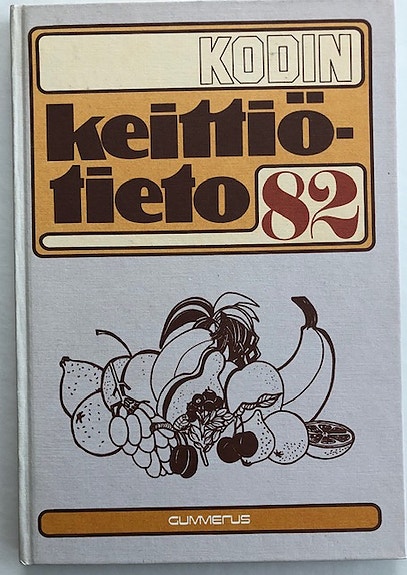 KODIN
keittiö-
tieto 82
GUMMERUS